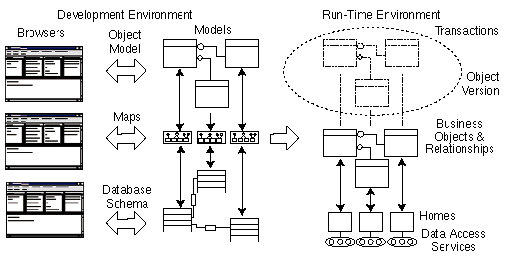 Development Environment
Run-Time Environment
Browsers
Object
Model
Models
Transactions
Object
Version
Maps
Business
Objects &
Relationships
Database
Schema
Homes
Data Access
Services